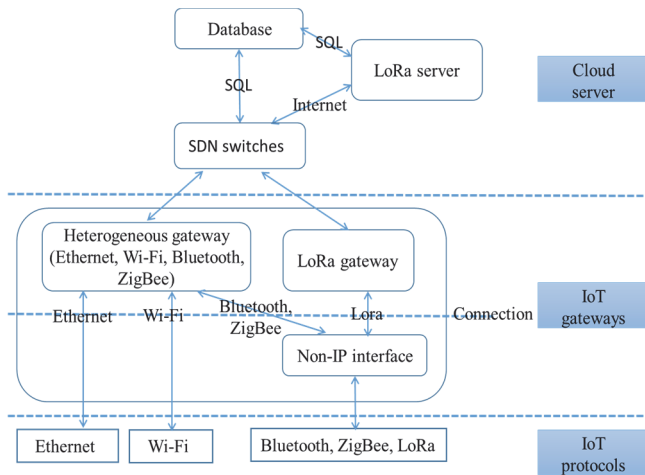 Database
SQL
LoRa server
Cloud
server
SQL
Internet
SDN switches
Heterogeneous gateway
(Ethernet, Wi-Fi, Bluetooth,
ZigBee)
LoRa gateway
Ethernet
Wi-Fi
Bluetooth,
ZigBee
Lora
Connection
IoT
gateways
Non-IP interface
Ethernet
Wi-Fi
Bluetooth, ZigBee, LoRa
IoT
protocols